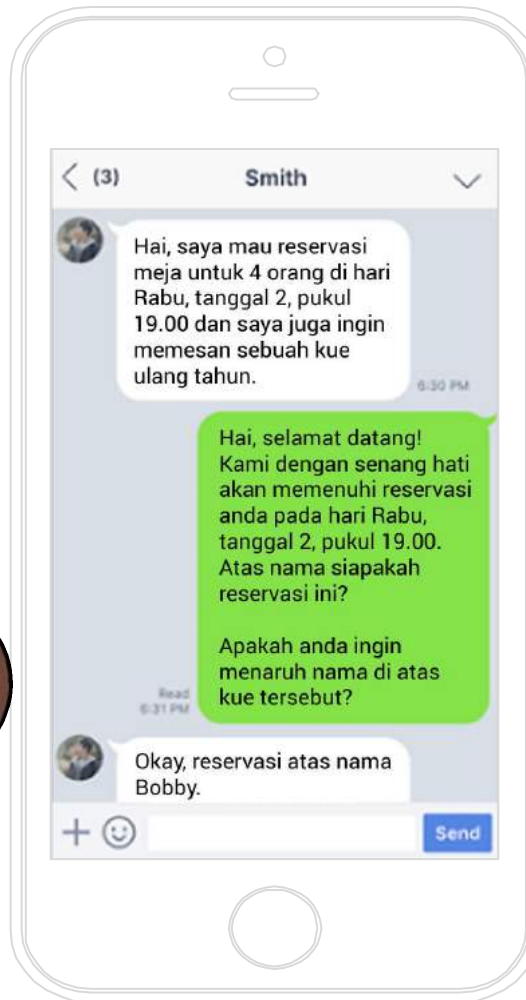 (3)
Smith
Hai, saya mau reservasi
meja untuk 4 orang di hari
Rabu, tanggal 2, pukul
19.00 dan saya juga ingin
memesan sebuah kue
ulang tahun.
6:30 PM
Hai, selamat datang!
Kami dengan senang hati
akan memenuhi reservasi
anda pada hari Rabu,
tanggal 2, pukul 19.00.
Atas nama siapakah
reservasi ini?
Apakah anda ingin
menaruh nama di atas
kue tersebut?
Read
6:31 PM
Okay, reservasi atas nama
Bobby.
Send